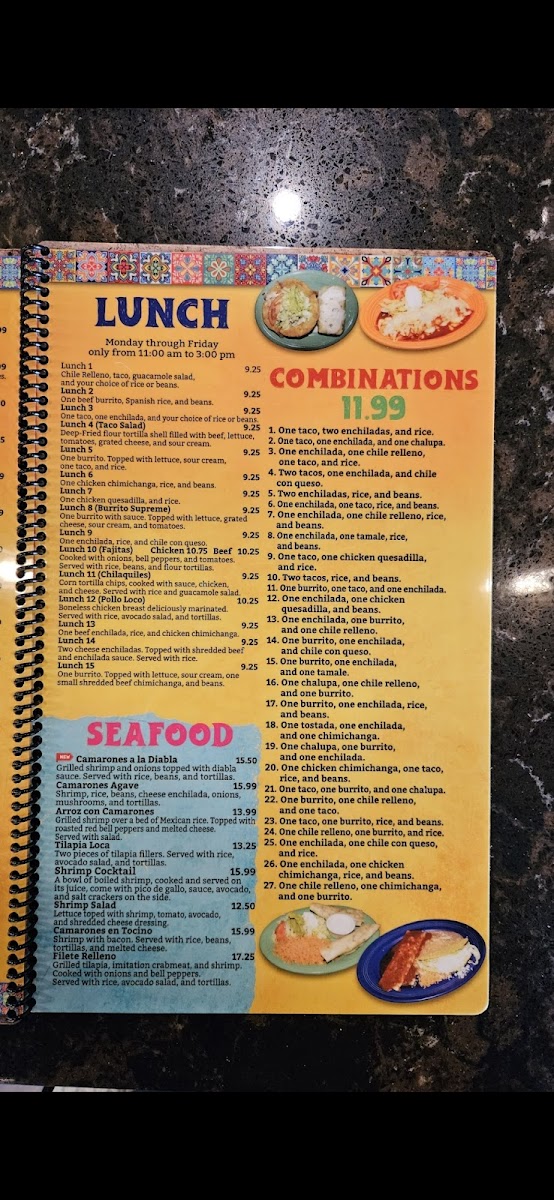 LUNCH
Monday through Friday
only from 11:00 am to 3:00 pm
Lunch 1 9.25
Chile Relleno, taco, guacamole salad,
and your choice of rice or beans.
Lunch 2 9.25
One beef burrito, Spanish rice, and beans.
Lunch 3 9.25
One taco, one enchilada, and your choice of rice or beans.
Lunch 4 (Taco Salad) 9.25
Deep-Fried flour tortilla shell filled with beef, lettuce,
tomatoes, grated cheese, and sour cream.
Lunch 5 9.25
One burrito. Topped with lettuce, sour cream,
one taco, and rice.
Lunch 6 9.25
One chicken chimichanga, rice, and beans.
Lunch 7 9.25
One chicken quesadilla, and rice.
Lunch 8 (Burrito Supreme) 9.25
One burrito with sauce. Topped with lettuce, grated
cheese, sour cream, and tomatoes.
Lunch 9 9.25
One enchilada, rice, and chile con queso.
Lunch 10 (Fajitas) Chicken 10.75 Beef 10.25
Cooked with onions, bell peppers, and tomatoes.
Served with rice, beans, and flour tortillas.
Lunch 11 (Chilaquiles) 9.25
Corn tortilla chips, cooked with sauce, chicken,
and cheese. Served with rice and guacamole salad.
Lunch 12 (Pollo Loco) 10.25
Boneless chicken breast deliciously marinated.
Served with rice, avocado salad, and tortillas.
Lunch 13 9.25
One beef enchilada, rice, and chicken chimichanga.
Lunch 14 9.25
Two cheese enchiladas. Topped with shredded beef
and enchilada sauce. Served with rice.
Lunch 15 9.25
One burrito. Topped with lettuce, sour cream, one
small shredded beef chimichanga, and beans.
SEAFOOD
NEW Camarones a la Diabla 15.50
Grilled shrimp and onions topped with diabla
sauce. Served with rice, beans, and tortillas.
Camarones Agave 15.99
Shrimp, rice, beans, cheese enchilada, onions,
mushrooms, and tortillas.
Arroz con Camarones 13.99
Grilled shrimp over a bed of Mexican rice. Topped with
roasted red bell peppers and melted cheese.
Served with salad.
Tilapia Loca 13.25
Two pieces of tilapia fillers. Served with rice,
avocado salad, and tortillas.
Shrimp Cocktail 15.99
A bowl of boiled shrimp, cooked and served on
its juice, come with pico de gallo, sauce, avocado,
and salt crackers on the side.
Shrimp Salad 12.50
Lettuce toped with shrimp, tomato, avocado,
and shredded cheese dressing.
Camarones en Tocino 15.99
Shrimp with bacon. Served with rice, beans,
tortillas, and melted cheese.
Filete Relleno 17.25
Grilled tilapia, imitation crabmeat, and shrimp.
Cooked with onions and bell peppers.
Served with rice, avocado salad, and tortillas.
COMBINATIONS
11.99
1. One taco, two enchiladas, and rice.
2. One taco, one enchilada, and one chalupa.
3. One enchilada, one chile relleno,
one taco, and rice.
4. Two tacos, one enchilada, and chile
con queso.
5. Two enchiladas, rice, and beans.
6. One enchilada, one taco, rice, and beans.
7. One enchilada, one chile relleno, rice,
and beans.
8. One enchilada, one tamale, rice,
and beans.
9. One taco, one chicken quesadilla,
and rice.
10. Two tacos, rice, and beans.
11. One burrito, one taco, and one enchilada.
12. One enchilada, one chicken
quesadilla, and beans.
13. One enchilada, one burrito,
and one chile relleno.
14. One burrito, one enchilada,
and chile con queso.
15. One burrito, one enchilada,
and one tamale.
16. One chalupa, one chile relleno,
and one burrito.
17. One burrito, one enchilada, rice,
and beans.
18. One tostada, one enchilada,
and one chimichanga.
19. One chalupa, one burrito,
and one enchilada.
20. One chicken chimichanga, one taco,
rice, and beans.
21. One taco, one burrito, and one chalupa.
22. One burrito, one chile relleno,
and one taco.
23. One taco, one burrito, rice, and beans.
24. One chile relleno, one burrito, and rice.
25. One enchilada, one chile con queso,
and rice.
26. One enchilada, one chicken
chimichanga, rice, and beans.
27. One chile relleno, one chimichanga,
and one burrito.